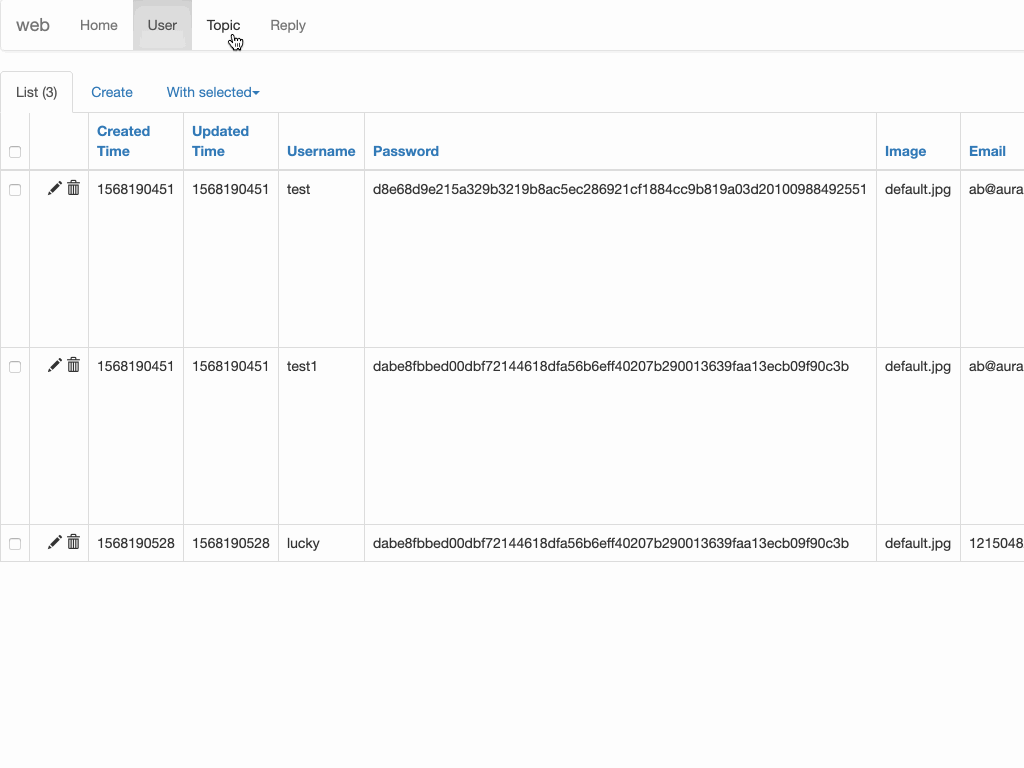 web Home User Topic Reply
List (3) Create With selected
Created Time Updated Time Username Password Image Email
1568190451 1568190451 test d8e68d9e215a329b3219b8ac5ec286921cf1884cc9b819a03d20100988492551 default.jpg ab@aura
1568190451 1568190451 test1 dabe8fbbed00dbf72144618dfa56b6eff40207b290013639faa13ecb09f90c3b default.jpg ab@aura
1568190528 1568190528 lucky dabe8fbbed00dbf72144618dfa56b6eff40207b290013639faa13ecb09f90c3b default.jpg 1215048